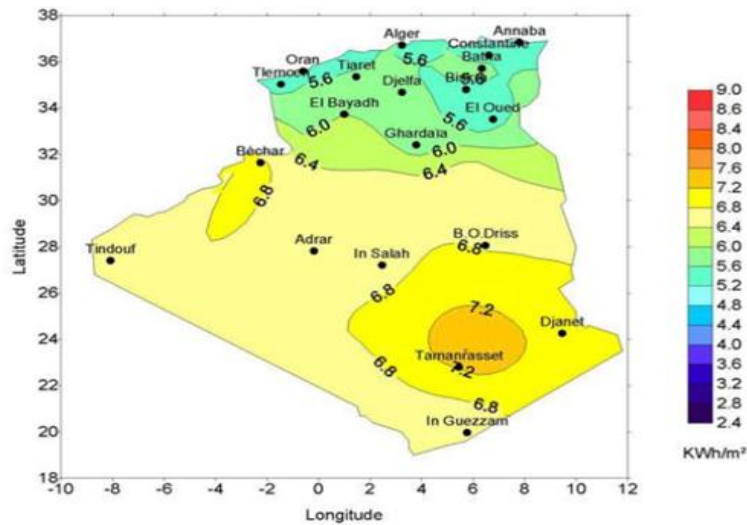 38
36
34
32
30
28
26
24
22
20
18
Latitude
-10 -8 -6 -4 -2 0 2 4 6 8 10 12
Longitude
Annaba
Alger
Constantine
Oran
5.6
Batna
Tlemcen
5.6
Tiaret
Djelfa
El Bayadh
5.6
El Oued
6.0
Ghardaïa
6.0
Béchar
6.4
6.4
6.8
B.O.Driss
Tindouf
Adrar
In Salah
6.8
6.8
7.2
Djanet
Tamanrasset
7.2
6.8
6.8
In Guezzam
9.0
8.6
8.4
8.0
7.6
7.2
6.8
6.4
6.0
5.6
5.2
4.8
4.4
4.0
3.6
3.2
2.8
2.4
KWh/m²